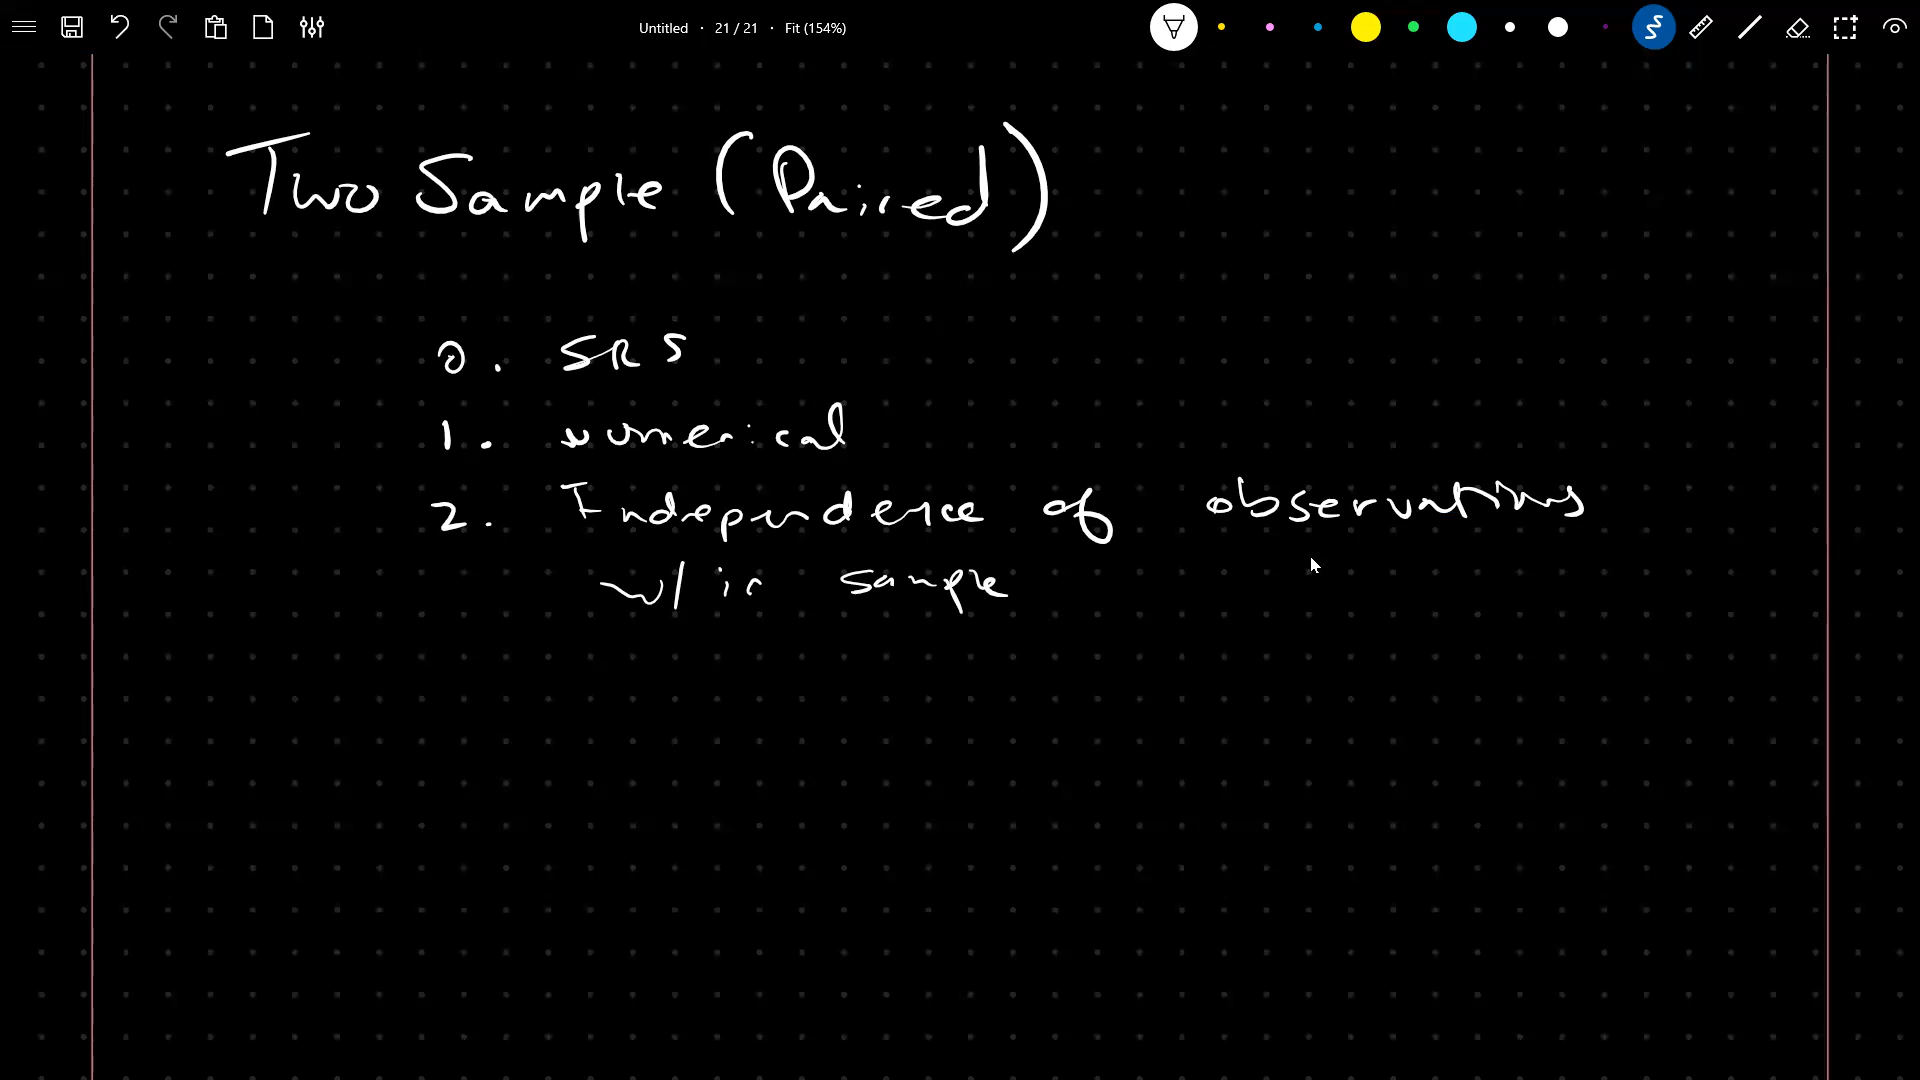 Untitled · 21 / 21 · Fit (154%)
Two Sample (Paired)
0. SRS
1. numerical
2. Independence of observations
w/in sample